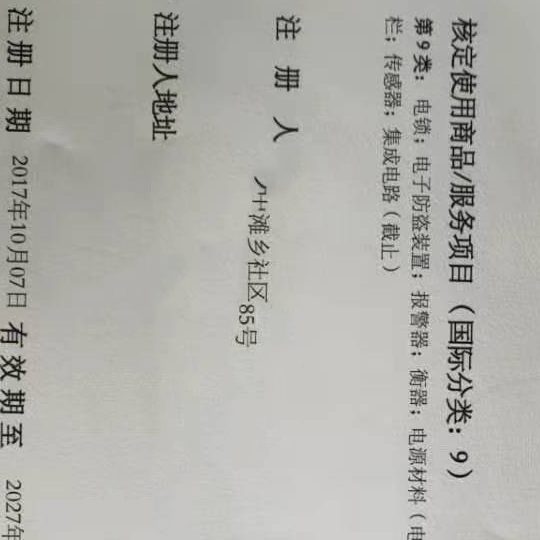 核定使用商品/服务项目（国际分类：9）
第9类：电锁；电子防盗装置；报警器；衡器；电源材料（电
栏；传感器；集成电路（截止）
注册人
滩乡社区85号
注册人地址
注册日期 2017年10月07日 有效期至 2027年